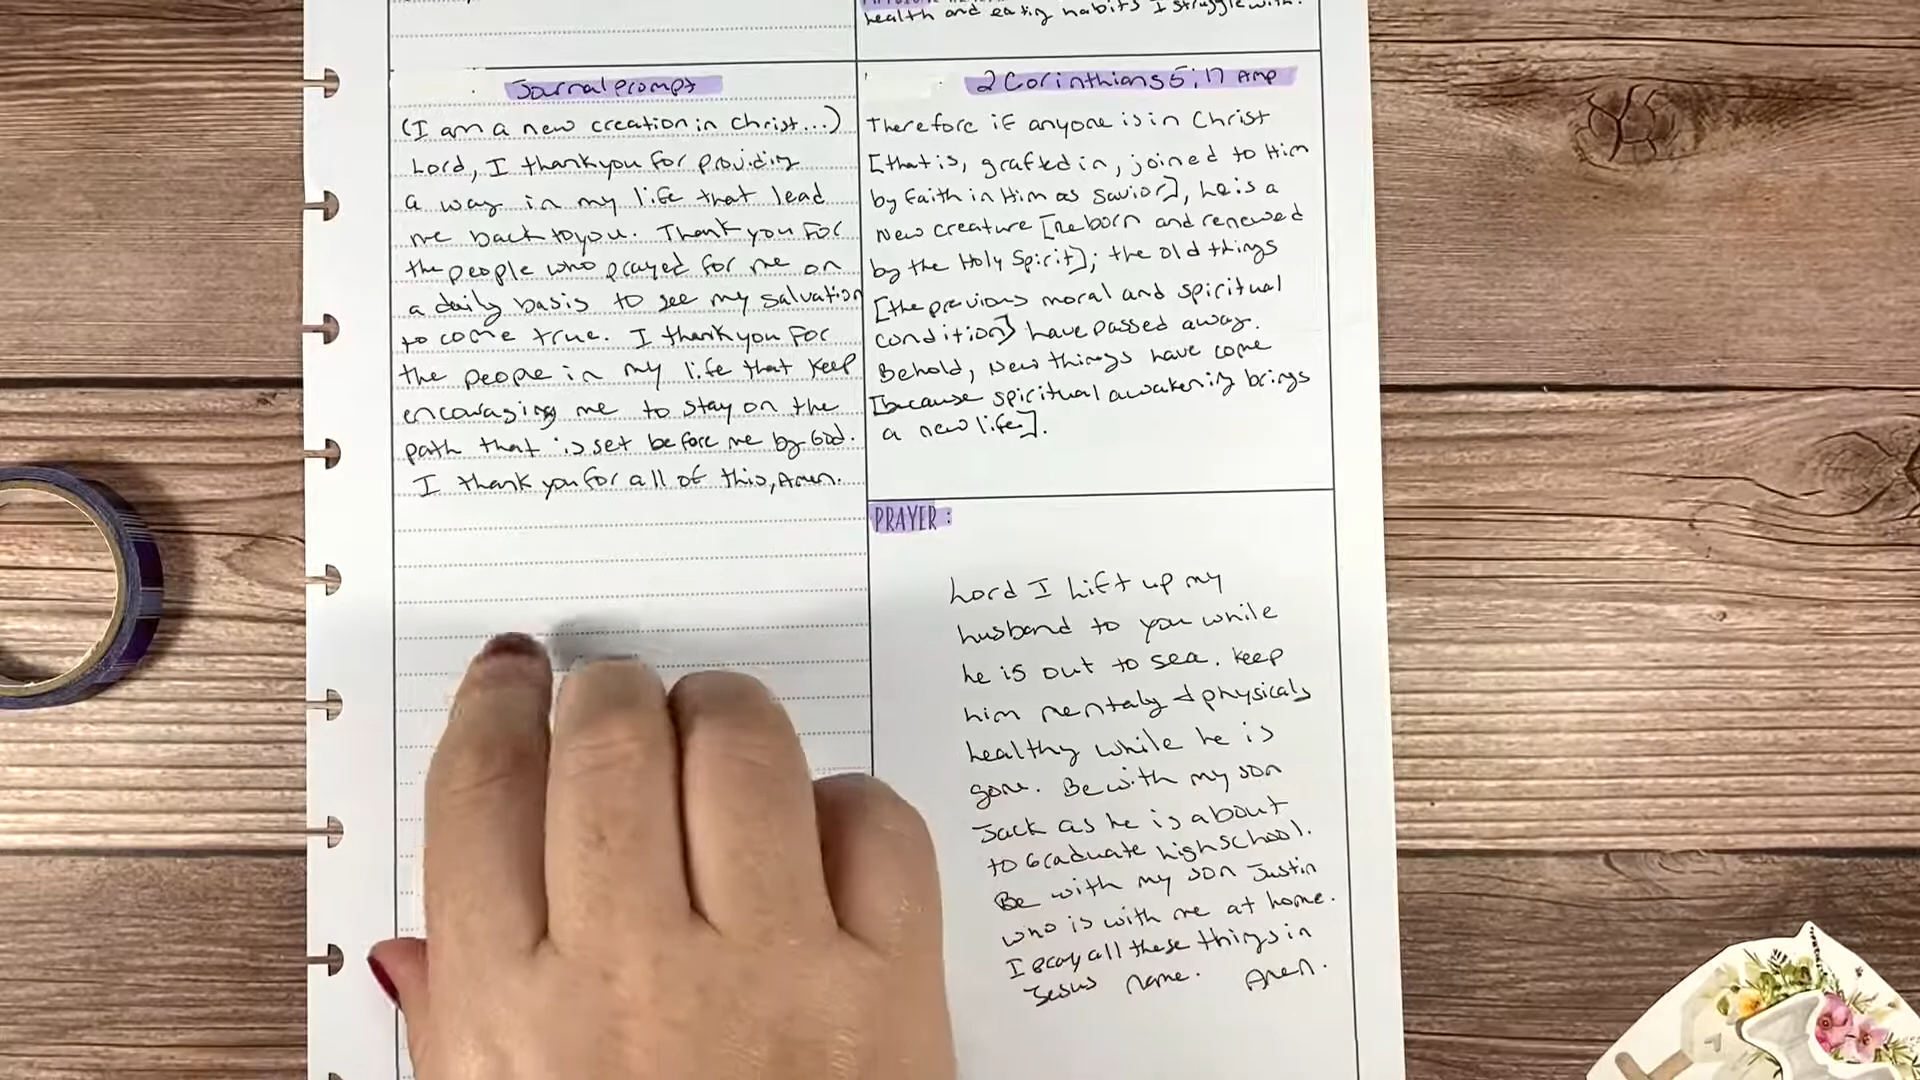 health and eating habits I struggle with.
Journal prompt
(I am a new creation in Christ...)
Lord, I thank you for providing
a way in my life that lead
me back to you. Thank you For
the people who prayed for me on
a daily basis to see my salvation
to come true. I thank you For
the people in my life that keep
encouraging me to stay on the
path that is set before me by God.
I thank you for all of this, Amen.
2 Corinthians 5:17 Amp
Therefore if anyone is in Christ
[that is, grafted in, joined to Him
by faith in Him as Savior], he is a
New creature [reborn and renewed
by the Holy Spirit]; the old things
[the previous moral and spiritual
condition] have passed away.
Behold, New things have come
[because spiritual awakening brings
a new life].
PRAYER:
Lord I Lift up my
husband to you while
he is out to sea. Keep
him mentaly & physicaly
healthy while he is
gone. Be with my son
Jack as he is about
to Graduate highschool.
Be with my son Justin
who is with me at home.
I pray all these things in
Jesus name. Amen.